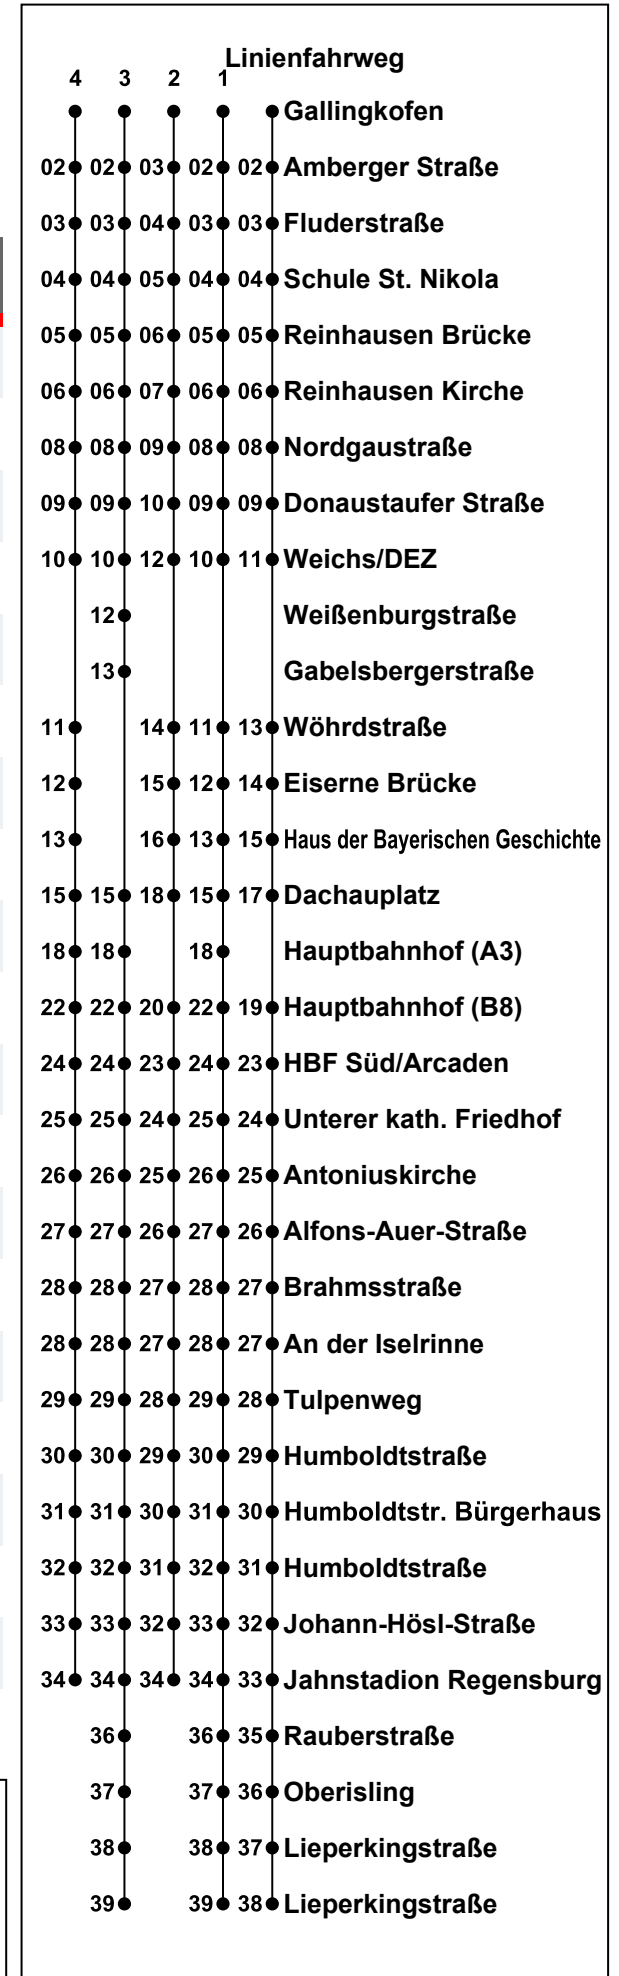 Linienfahrweg
4 3 2 1
Gallingkofen
02 02 03 02 02 Amberger Straße
03 03 04 03 03 Fluderstraße
04 04 05 04 04 Schule St. Nikola
05 05 06 05 05 Reinhausen Brücke
06 06 07 06 06 Reinhausen Kirche
08 08 09 08 08 Nordgaustraße
09 09 10 09 09 Donaustaufer Straße
10 10 12 10 11 Weichs/DEZ
12 Weißenburgstraße
13 Gabelsbergerstraße
11 14 11 13 Wöhrdstraße
12 15 12 14 Eiserne Brücke
13 16 13 15 Haus der Bayerischen Geschichte
15 15 18 15 17 Dachauplatz
18 18 18 Hauptbahnhof (A3)
22 22 20 22 19 Hauptbahnhof (B8)
24 24 23 24 23 HBF Süd/Arcaden
25 25 24 25 24 Unterer kath. Friedhof
26 26 25 26 25 Antoniuskirche
27 27 26 27 26 Alfons-Auer-Straße
28 28 27 28 27 Brahmsstraße
28 28 27 28 27 An der Iselrinne
29 29 28 29 28 Tulpenweg
30 30 29 30 29 Humboldtstraße
31 31 30 31 30 Humboldtstr. Bürgerhaus
32 32 31 32 31 Humboldtstraße
33 33 32 33 32 Johann-Hösl-Straße
34 34 34 34 33 Jahnstadion Regensburg
36 36 35 Rauberstraße
37 37 36 Oberisling
38 38 37 Lieperkingstraße
39 39 38 Lieperkingstraße